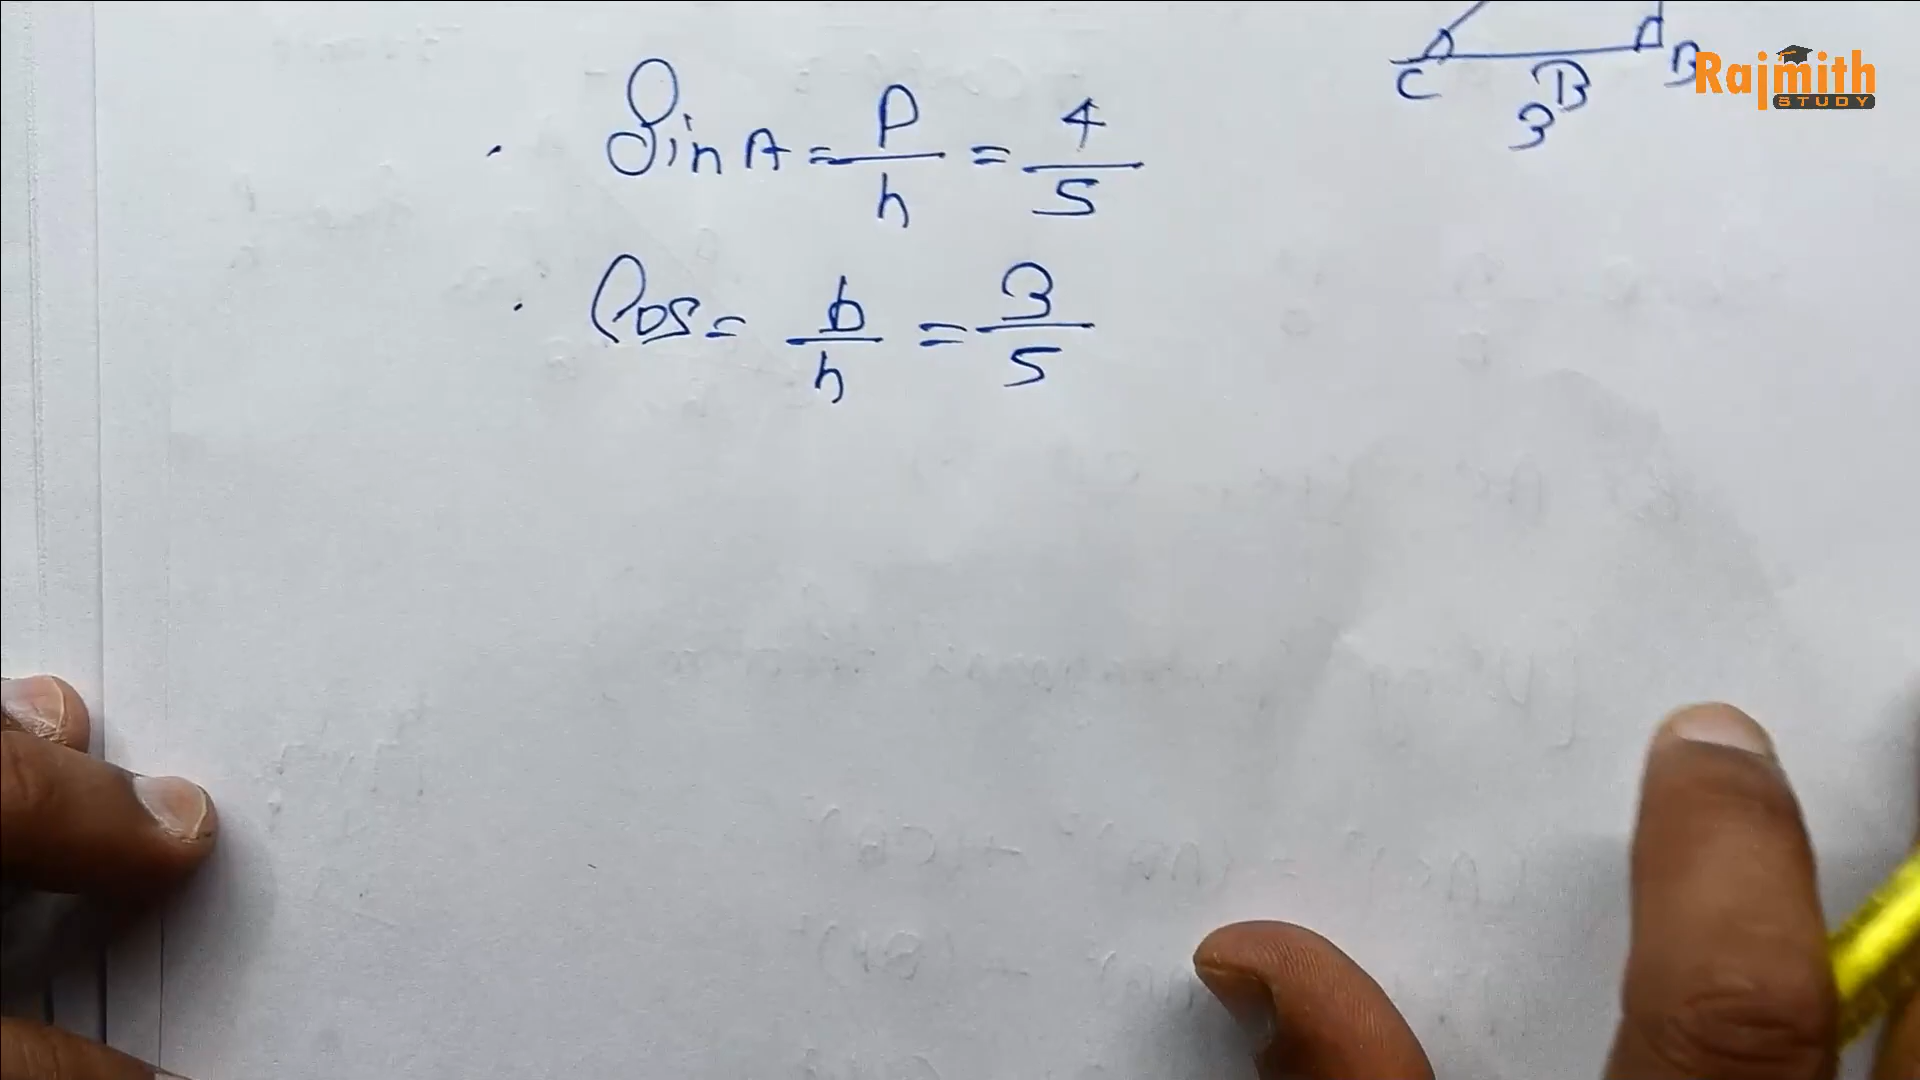 C B B
3
Rajmith
STUDY
Sin A = P/h = 4/5
Cos = b/h = 3/5